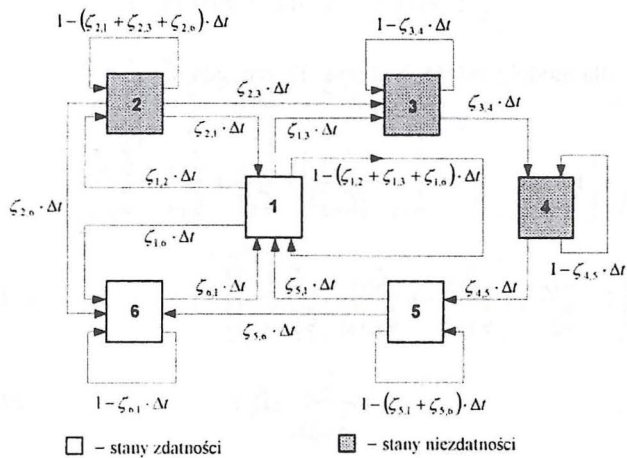 1−(ζ₂,₁ + ζ₂,₃ + ζ₂,₆)·Δt
1−ζ₃,₄·Δt
2
ζ₂,₃·Δt
3
ζ₃,₄·Δt
ζ₂,₁·Δt
ζ₁,₃·Δt
ζ₁,₂·Δt
1−(ζ₁,₂ + ζ₁,₃ + ζ₁,₆)·Δt
ζ₂,₆·Δt
1
4
ζ₁,₆·Δt
1−ζ₄,₅·Δt
ζ₆,₁·Δt
ζ₅,₁·Δt
ζ₄,₅·Δt
6
5
ζ₅,₆·Δt
1−ζ₆,₁·Δt
1−(ζ₅,₁ + ζ₅,₆)·Δt
– stany zdatności
– stany niezdatności